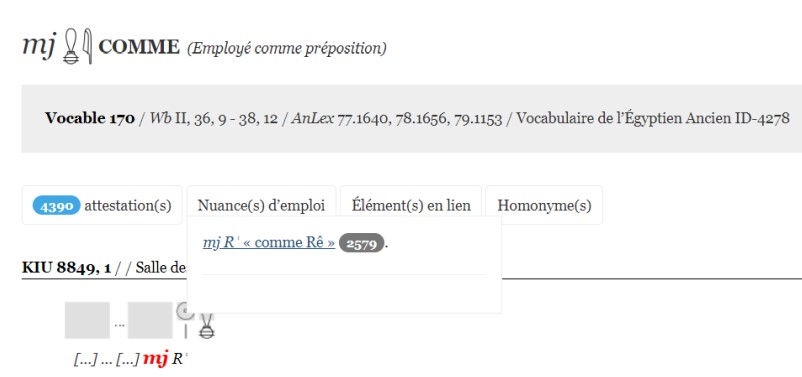 mj 𓏇𓇋 COMME (Employé comme préposition)
Vocable 170 / Wb II, 36, 9 - 38, 12 / AnLex 77.1640, 78.1656, 79.1153 / Vocabulaire de l’Égyptien Ancien ID-4278
4390 attestation(s) Nuance(s) d’emploi Élément(s) en lien Homonyme(s)
mj Rꜥ « comme Rê » 2579.
KIU 8849, 1 / / Salle de
...
[...] ... [...] mj Rꜥ